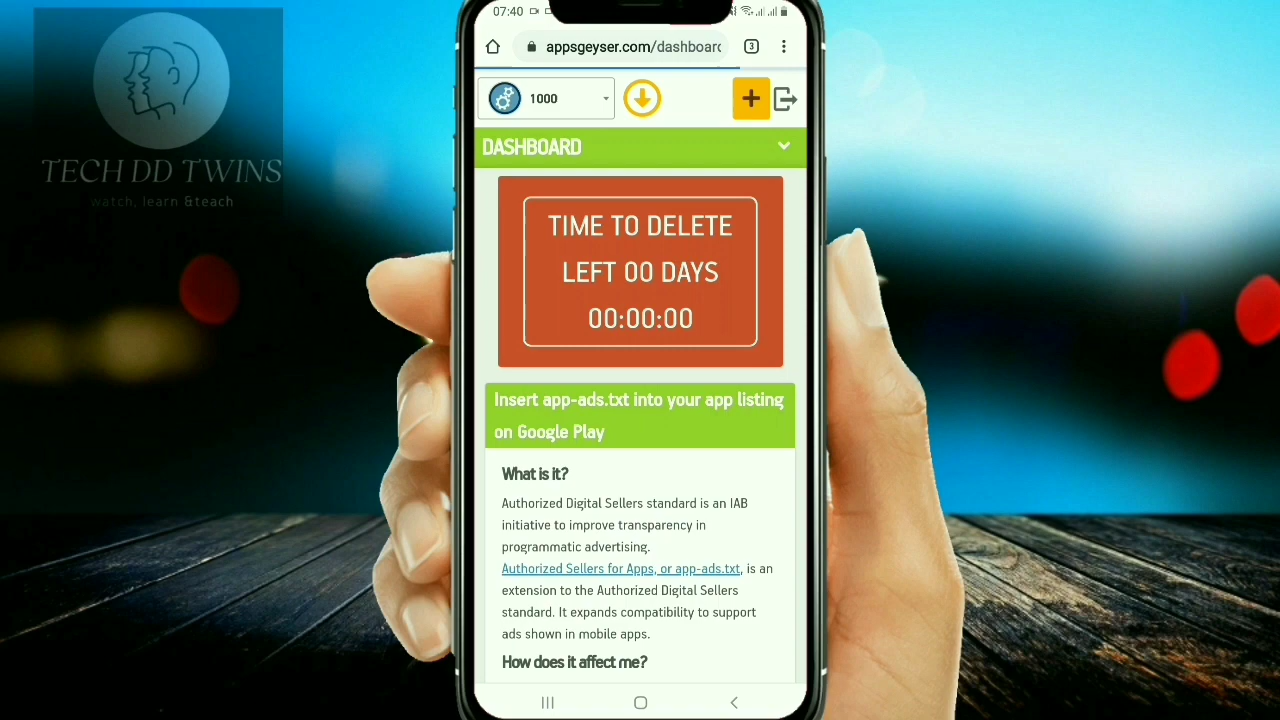 TECH DD TWINS
watch, learn &teach
07:40
appsgeyser.com/dashboard
3
1000
DASHBOARD
TIME TO DELETE
LEFT 00 DAYS
00:00:00
Insert app-ads.txt into your app listing
on Google Play
What is it?
Authorized Digital Sellers standard is an IAB
initiative to improve transparency in
programmatic advertising.
Authorized Sellers for Apps, or app-ads.txt, is an
extension to the Authorized Digital Sellers
standard. It expands compatibility to support
ads shown in mobile apps.
How does it affect me?